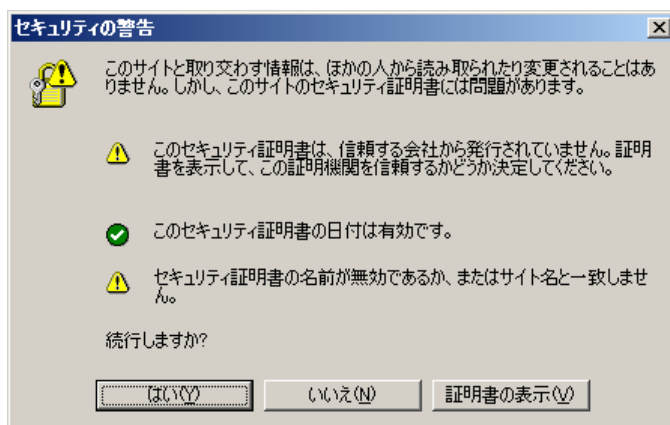 セキュリティの警告
このサイトと取り交わす情報は、ほかの人から読み取られたり変更されることはあ
りません。しかし、このサイトのセキュリティ証明書には問題があります。
このセキュリティ証明書は、信頼する会社から発行されていません。証明
書を表示して、この証明機関を信頼するかどうか決定してください。
このセキュリティ証明書の日付は有効です。
セキュリティ証明書の名前が無効であるか、またはサイト名と一致しませ
ん。
続行しますか?
はい(Y) いいえ(N) 証明書の表示(V)